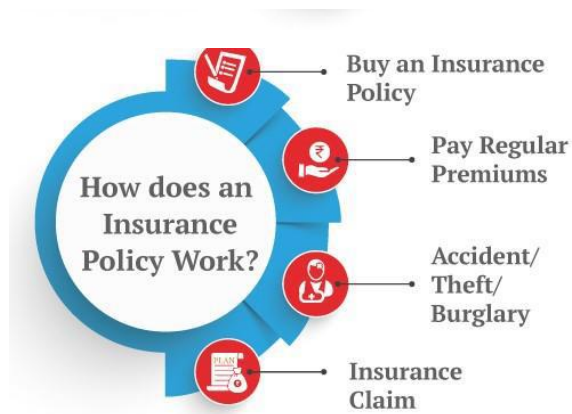 How does an
Insurance
Policy Work?
Buy an Insurance
Policy
₹
Pay Regular
Premiums
Accident/
Theft/
Burglary
PLAN
₹
Insurance
Claim